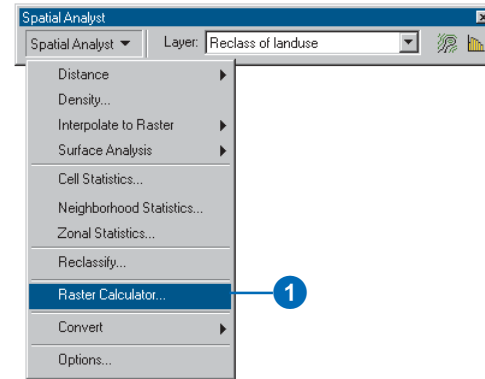 Spatial Analyst
Spatial Analyst Layer: Reclass of landuse
Distance
Density...
Interpolate to Raster
Surface Analysis
Cell Statistics...
Neighborhood Statistics...
Zonal Statistics...
Reclassify...
Raster Calculator... 1
Convert
Options...